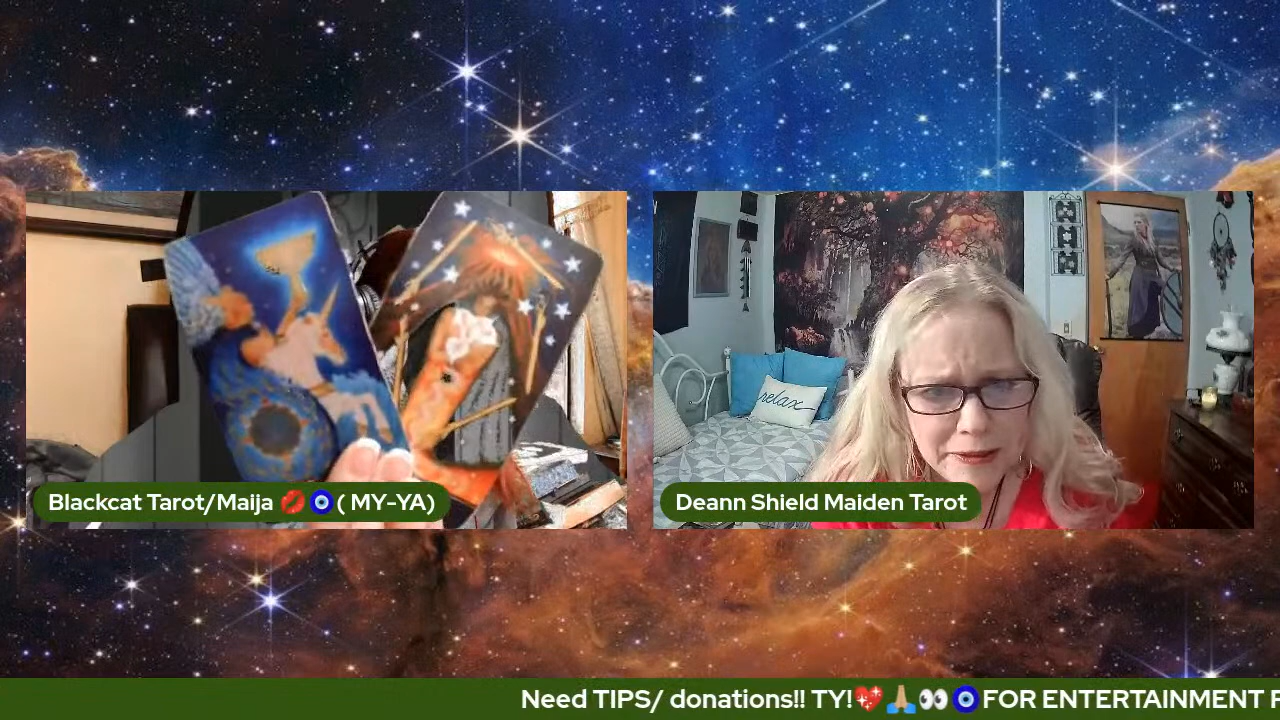 relax
Blackcat Tarot/Maija 💋🧿( MY-YA)
Deann Shield Maiden Tarot
Need TIPS/ donations!! TY!💖🙏🏼👀🧿FOR ENTERTAINMENT